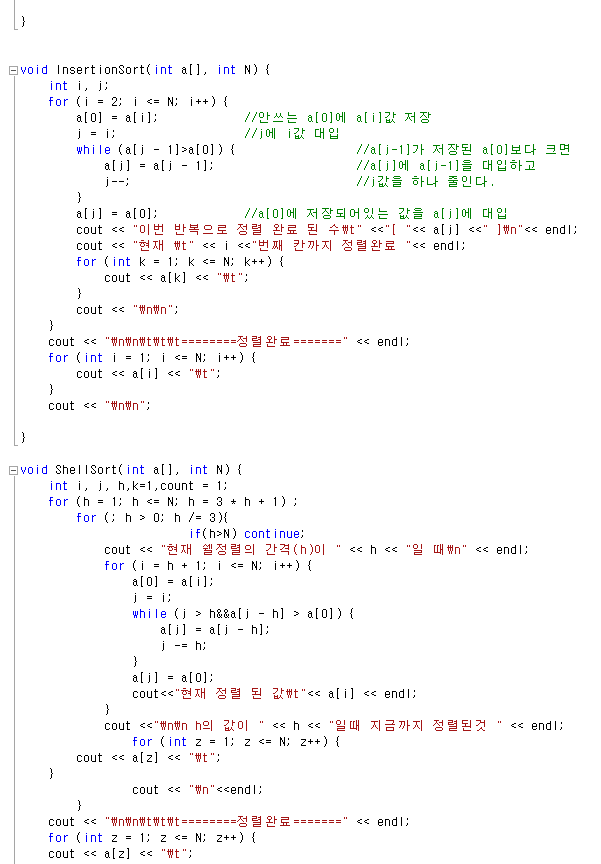 }
void InsertionSort(int a[], int N) {
int i, j;
for (i = 2; i <= N; i++) {
a[0] = a[i]; //안쓰는 a[0]에 a[i]값 저장
j = i; //j에 i값 대입
while (a[j - 1]>a[0]) { //a[j-1]가 저장된 a[0]보다 크면
a[j] = a[j - 1]; //a[j]에 a[j-1]을 대입하고
j--; //j값을 하나 줄인다.
}
a[j] = a[0]; //a[0]에 저장되어있는 값을 a[j]에 대입
cout << "이번 반복으로 정렬 완료 된 수₩t" <<"[ "<< a[j] <<" ]₩n"<< endl;
cout << "현재 ₩t" << i <<"번째 칸까지 정렬완료 "<< endl;
for (int k = 1; k <= N; k++) {
cout << a[k] << "₩t";
}
cout << "₩n₩n";
}
cout << "₩n₩n₩t₩t₩t========정렬완료=======" << endl;
for (int i = 1; i <= N; i++) {
cout << a[i] << "₩t";
}
cout << "₩n₩n";
}
void ShellSort(int a[], int N) {
int i, j, h,k=1,count = 1;
for (h = 1; h <= N; h = 3 * h + 1) ;
for (; h > 0; h /= 3){
if(h>N) continue;
cout << "현재 쉘정렬의 간격(h)이 " << h << "일 때₩n" << endl;
for (i = h + 1; i <= N; i++) {
a[0] = a[i];
j = i;
while (j > h&&a[j - h] > a[0]) {
a[j] = a[j - h];
j -= h;
}
a[j] = a[0];
cout<<"현재 정렬 된 값₩t"<< a[i] << endl;
}
cout <<"₩n₩n h의 값이 " << h << "일때 지금까지 정렬된것 " << endl;
for (int z = 1; z <= N; z++) {
cout << a[z] << "₩t";
}
cout << "₩n"<<endl;
}
cout << "₩n₩n₩t₩t₩t========정렬완료=======" << endl;
for (int z = 1; z <= N; z++) {
cout << a[z] << "₩t";